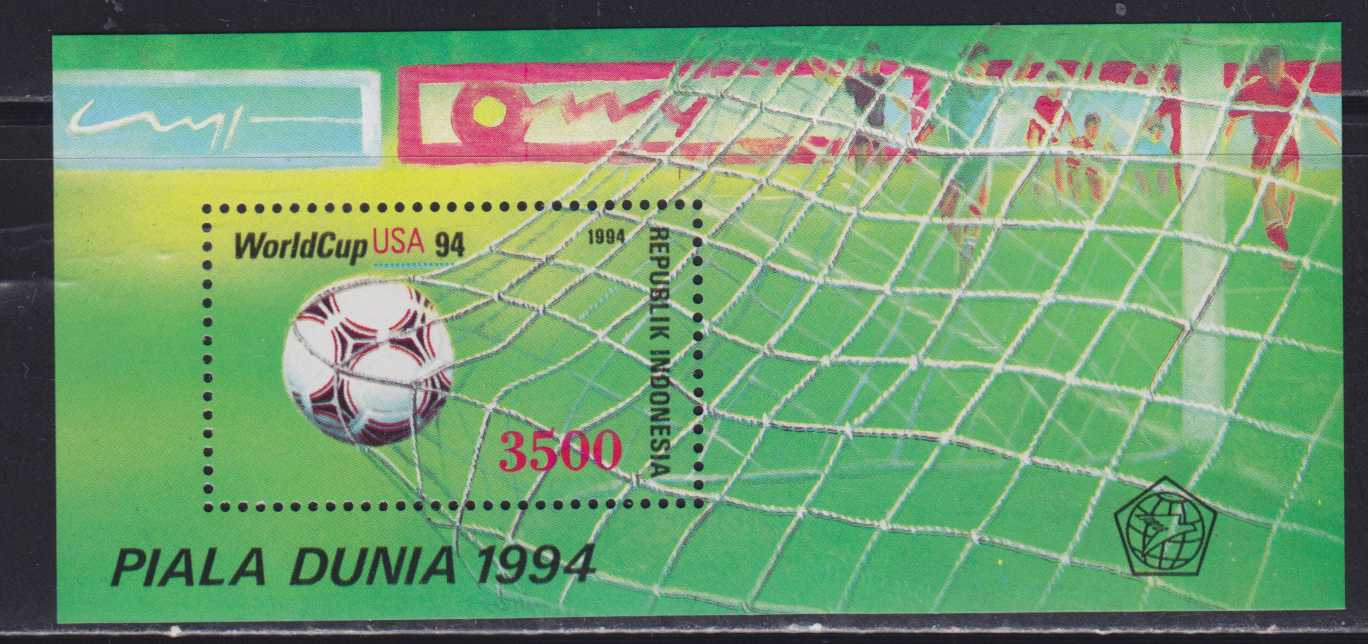 WorldCup USA 94
1994
REPUBLIK INDONESIA
3500
PIALA DUNIA 1994